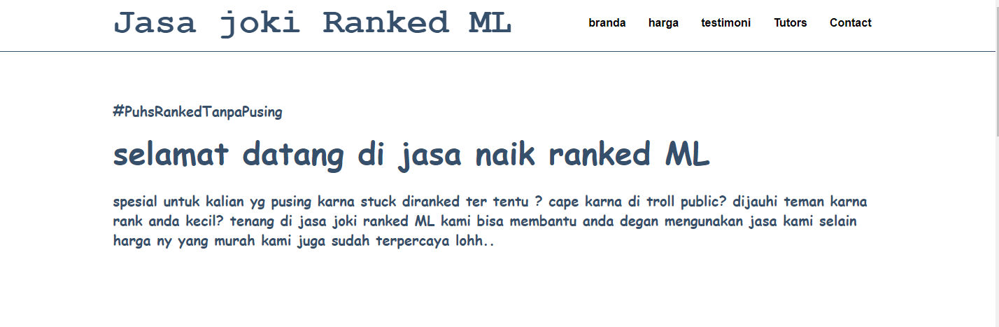 Jasa joki Ranked ML
branda harga testimoni Tutors Contact
#PuhsRankedTanpaPusing
selamat datang di jasa naik ranked ML
spesial untuk kalian yg pusing karna stuck diranked ter tentu ? cape karna di troll public? dijauhi teman karna
rank anda kecil? tenang di jasa joki ranked ML kami bisa membantu anda degan mengunakan jasa kami selain
harga ny yang murah kami juga sudah terpercaya lohh..